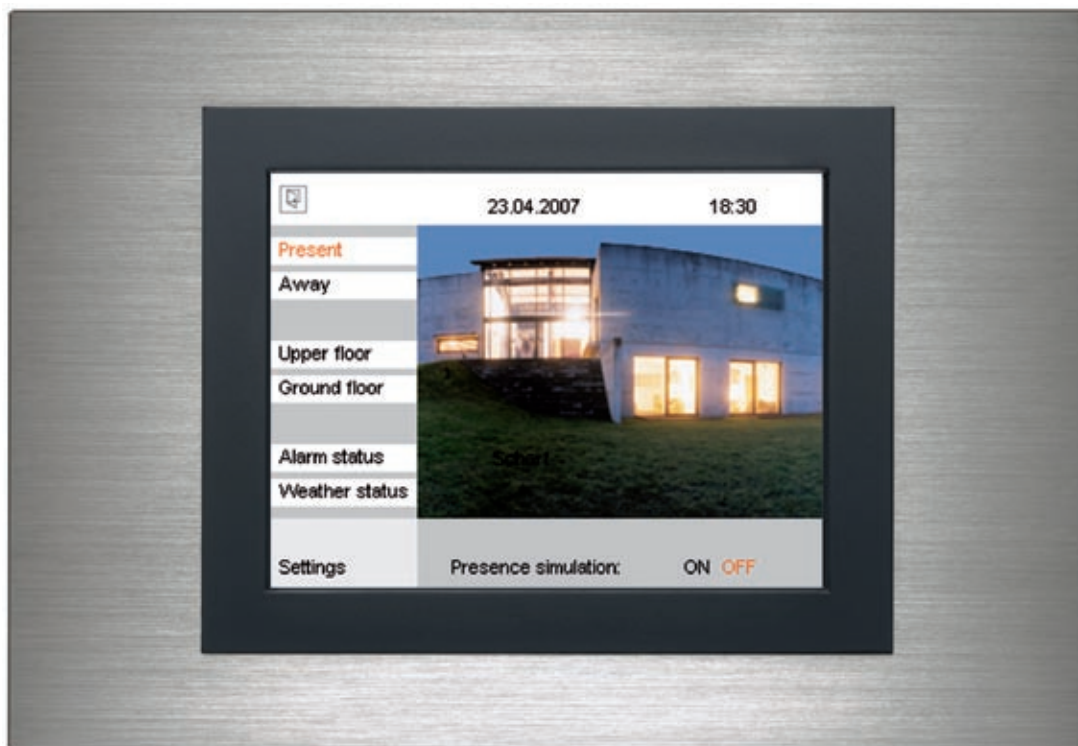 23.04.2007 18:30
Present
Away
Upper floor
Ground floor
Alarm status
Weather status
Settings
Presence simulation: ON OFF